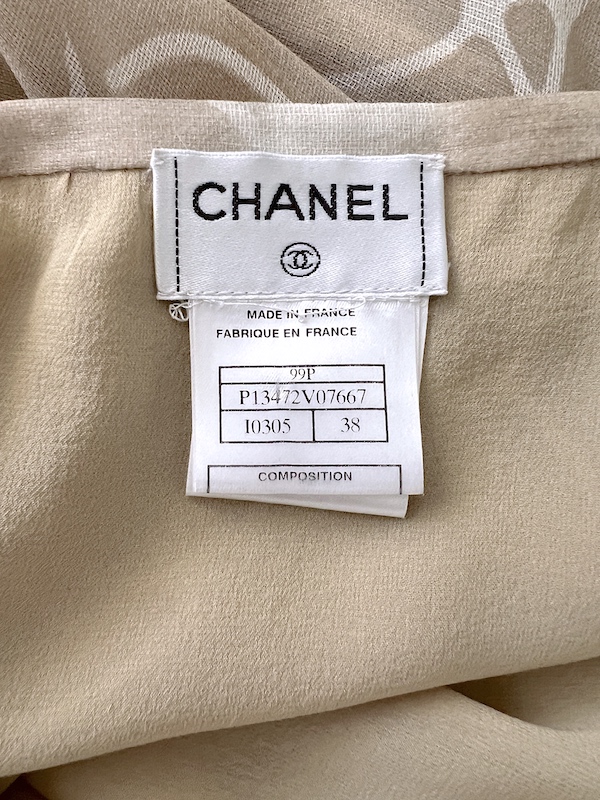 CHANEL
MADE IN FRANCE
FABRIQUE EN FRANCE
99P
P13472V07667
I0305 38
COMPOSITION